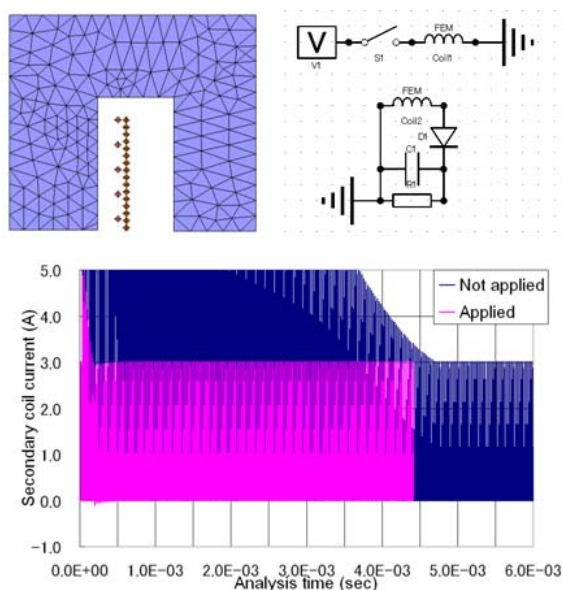 FEM
V
V1
S1
Coil1
FEM
Coil2
D1
C1
R1
5.0
4.0
3.0
2.0
1.0
0.0
-1.0
Secondary coil current (A)
Not applied
Applied
0.0E+00 1.0E-03 2.0E-03 3.0E-03 4.0E-03 5.0E-03 6.0E-03
Analysis time (sec)